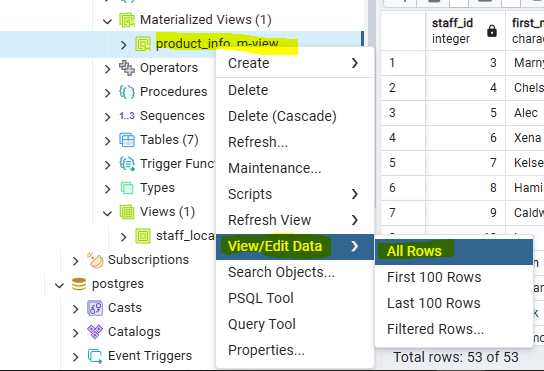 Materialized Views (1)
product_info_m-view
Operators
Procedures
1..3 Sequences
Tables (7)
Trigger Func
Types
Views (1)
staff_loca
Subscriptions
postgres
Casts
Catalogs
Event Triggers
Create
Delete
Delete (Cascade)
Refresh...
Maintenance...
Scripts
Refresh View
View/Edit Data
Search Objects...
PSQL Tool
Query Tool
Properties...
All Rows
First 100 Rows
Last 100 Rows
Filtered Rows...
staff_id
integer
first_n
charac
1 3 Marny
2 4 Chels
3 5 Alec
4 6 Xena
5 7 Kelse
6 8 Hami
7 9 Caldw
Total rows: 53 of 53